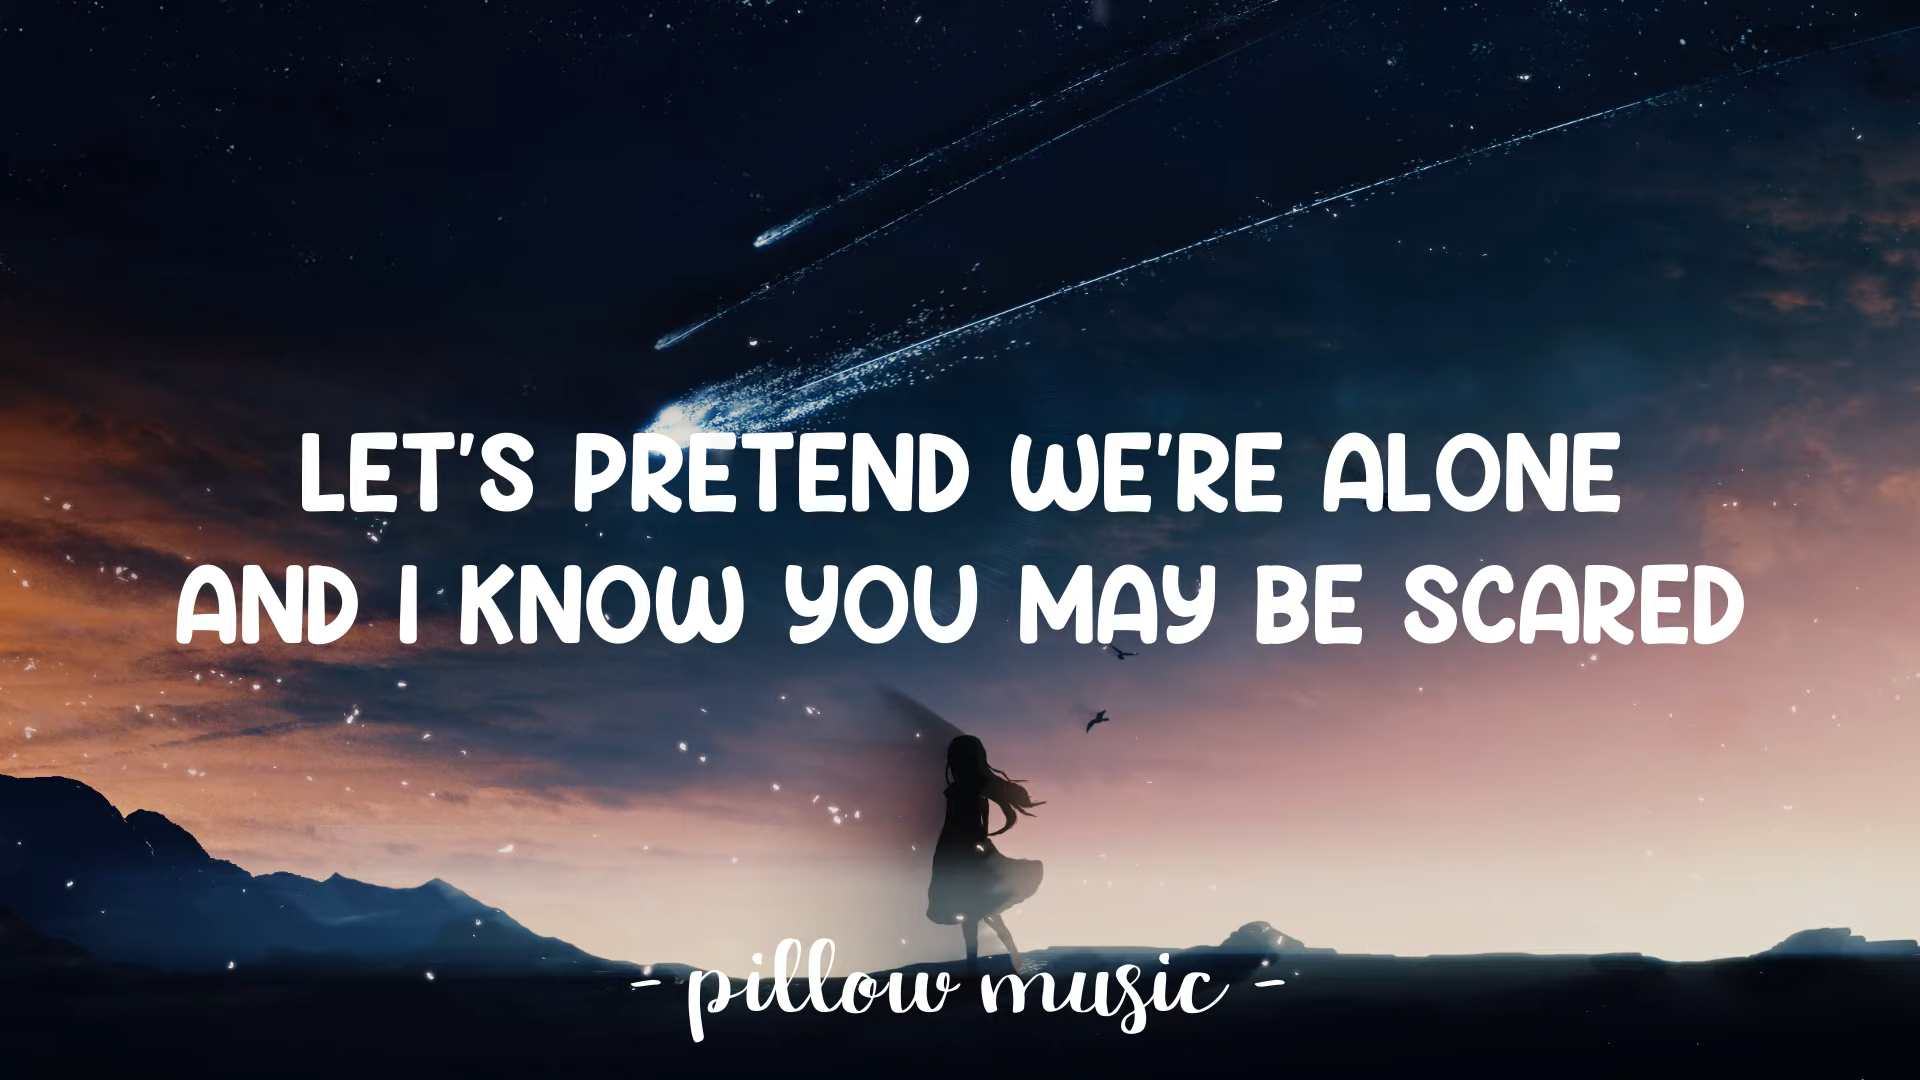 LET'S PRETEND WE'RE ALONE
AND I KNOW YOU MAY BE SCARED
- pillow music -